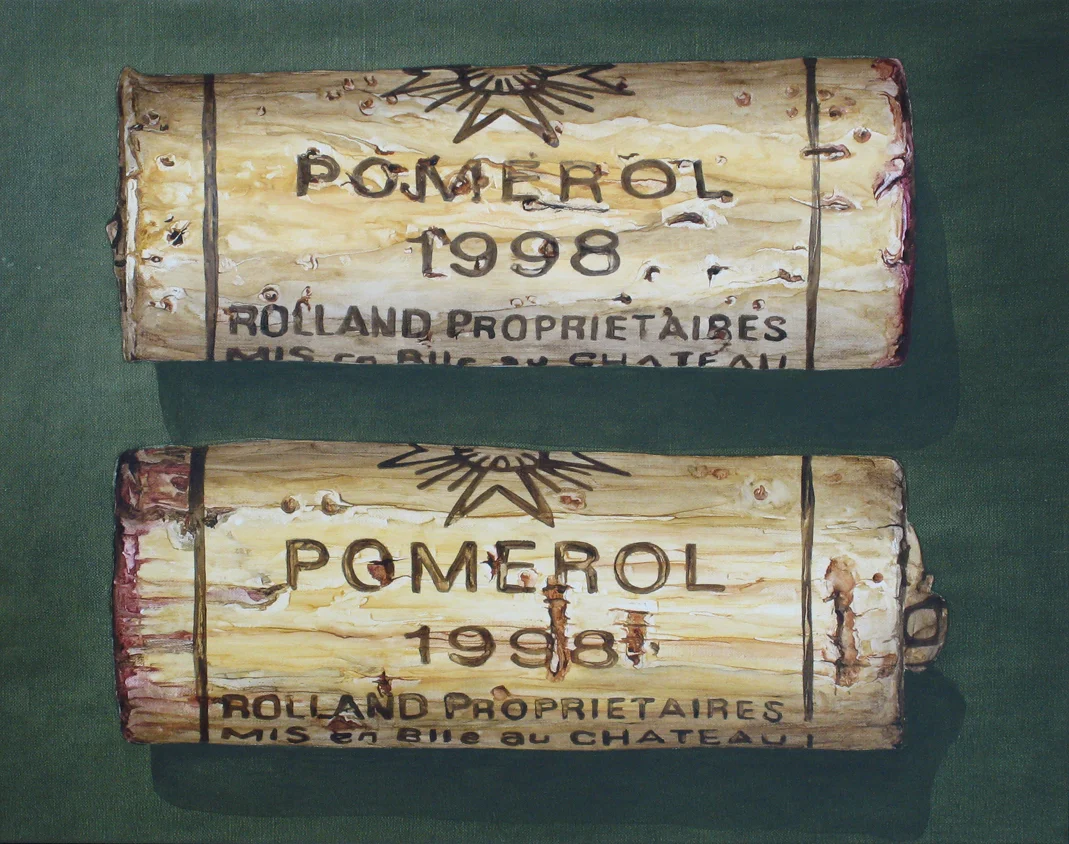 POMEROL
1998
ROLLAND PROPRIETAIRES
MIS en Blle au CHATEAU
POMEROL
1998
ROLLAND PROPRIETAIRES
MIS en Blle au CHATEAU